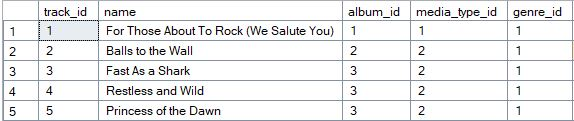 track_id name album_id media_type_id genre_id
1 1 For Those About To Rock (We Salute You) 1 1 1
2 2 Balls to the Wall 2 2 1
3 3 Fast As a Shark 3 2 1
4 4 Restless and Wild 3 2 1
5 5 Princess of the Dawn 3 2 1